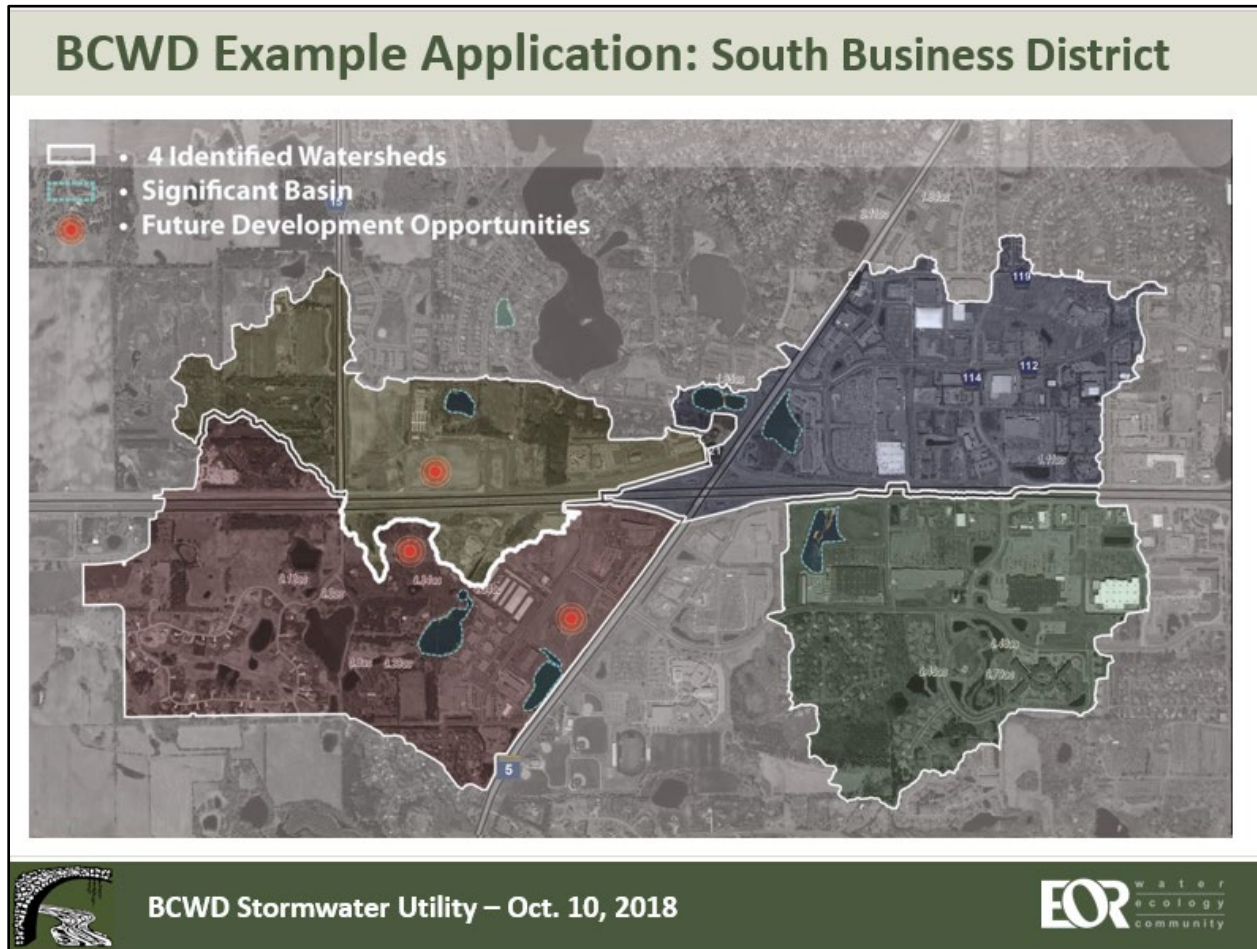 BCWD Example Application: South Business District
• 4 Identified Watersheds
• Significant Basin
• Future Development Opportunities
15
119
112
114
5
BCWD Stormwater Utility – Oct. 10, 2018
EOR
water
ecology
community